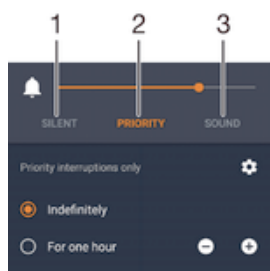 1 2 3
SILENT PRIORITY SOUND
Priority interruptions only
Indefinitely
For one hour